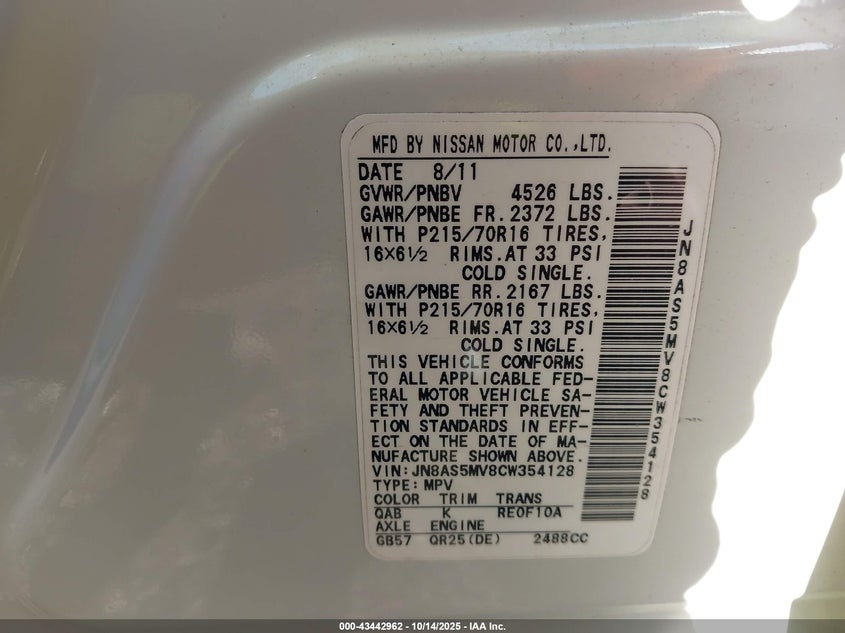 MFD BY NISSAN MOTOR CO.,LTD.
DATE 8/11
GVWR/PNBV 4526 LBS.
GAWR/PNBE FR. 2372 LBS.
WITH P215/70R16 TIRES,
16×6½ RIMS.AT 33 PSI
COLD SINGLE.
GAWR/PNBE RR. 2167 LBS.
WITH P215/70R16 TIRES,
16×6½ RIMS.AT 33 PSI
COLD SINGLE.
THIS VEHICLE CONFORMS
TO ALL APPLICABLE FED-
ERAL MOTOR VEHICLE SA-
FETY AND THEFT PREVEN-
TION STANDARDS IN EFF-
ECT ON THE DATE OF MA-
NUFACTURE SHOWN ABOVE.
VIN:JN8AS5MV8CW354128
TYPE:MPV
COLOR TRIM TRANS
QAB K RE0F10A
AXLE ENGINE
GB57 QR25(DE) 2488CC
JN8AS5MV8CW354128
000-43442962 - 10/14/2025 - IAA Inc.